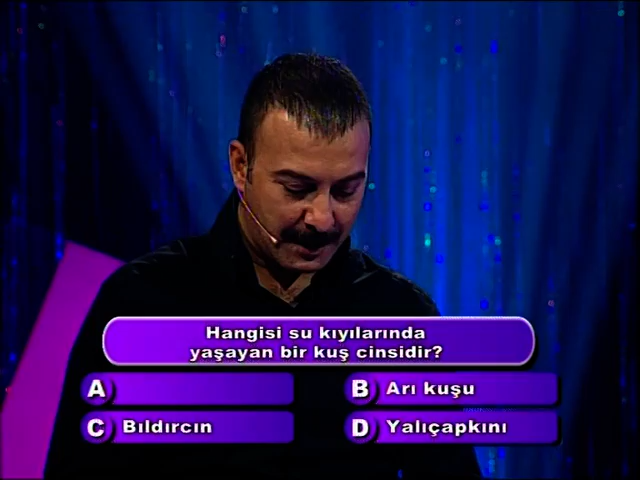 Hangisi su kıyılarında
yaşayan bir kuş cinsidir?
A
B Arı kuşu
C Bıldırcın
D Yalıçapkını